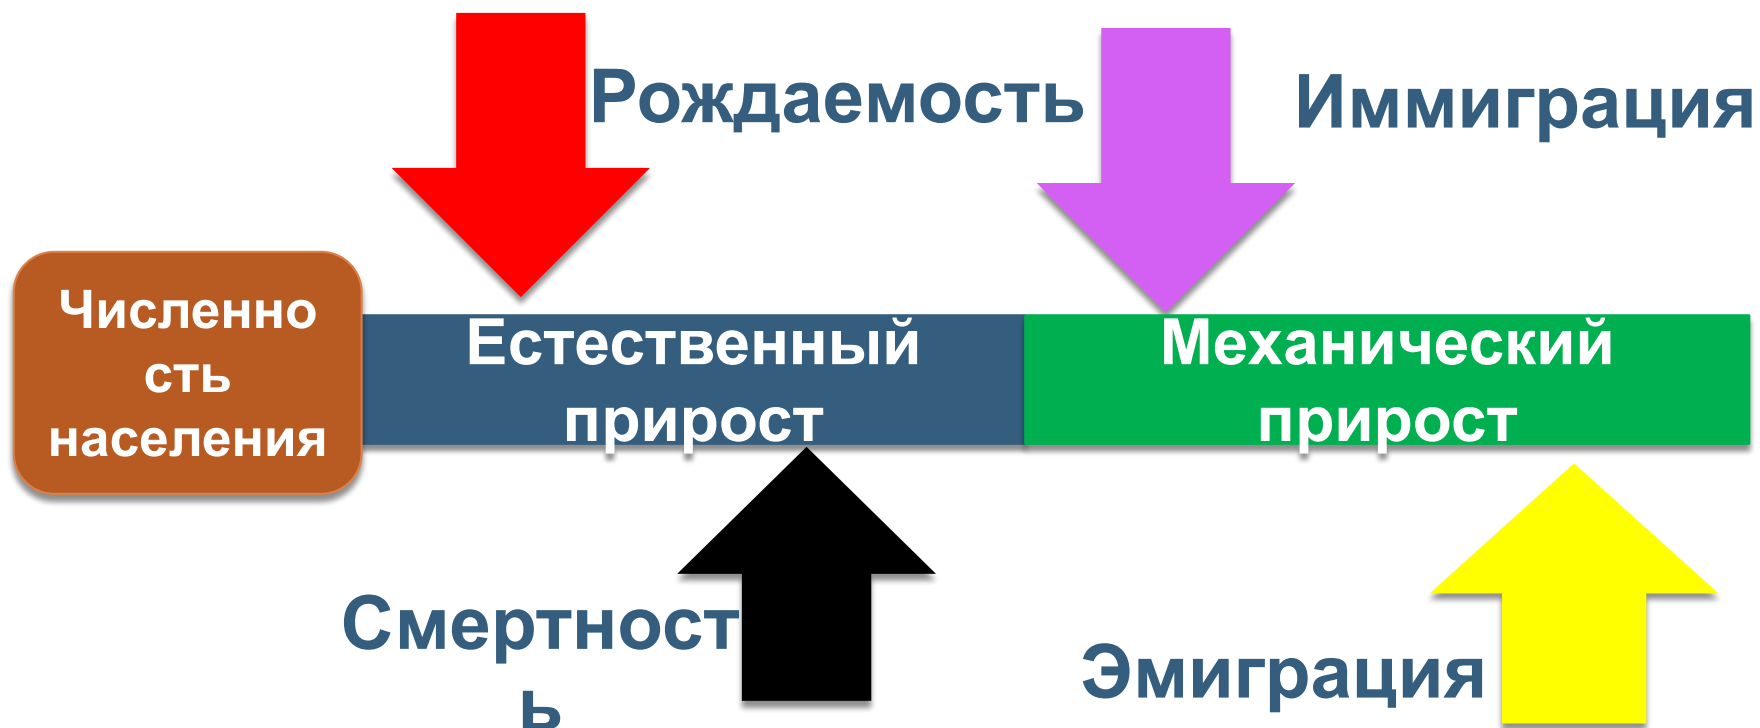 Рождаемость
Иммиграция
Численно
сть
населения
Естественный
прирост
Механический
прирост
Смертност
ь
Эмиграция